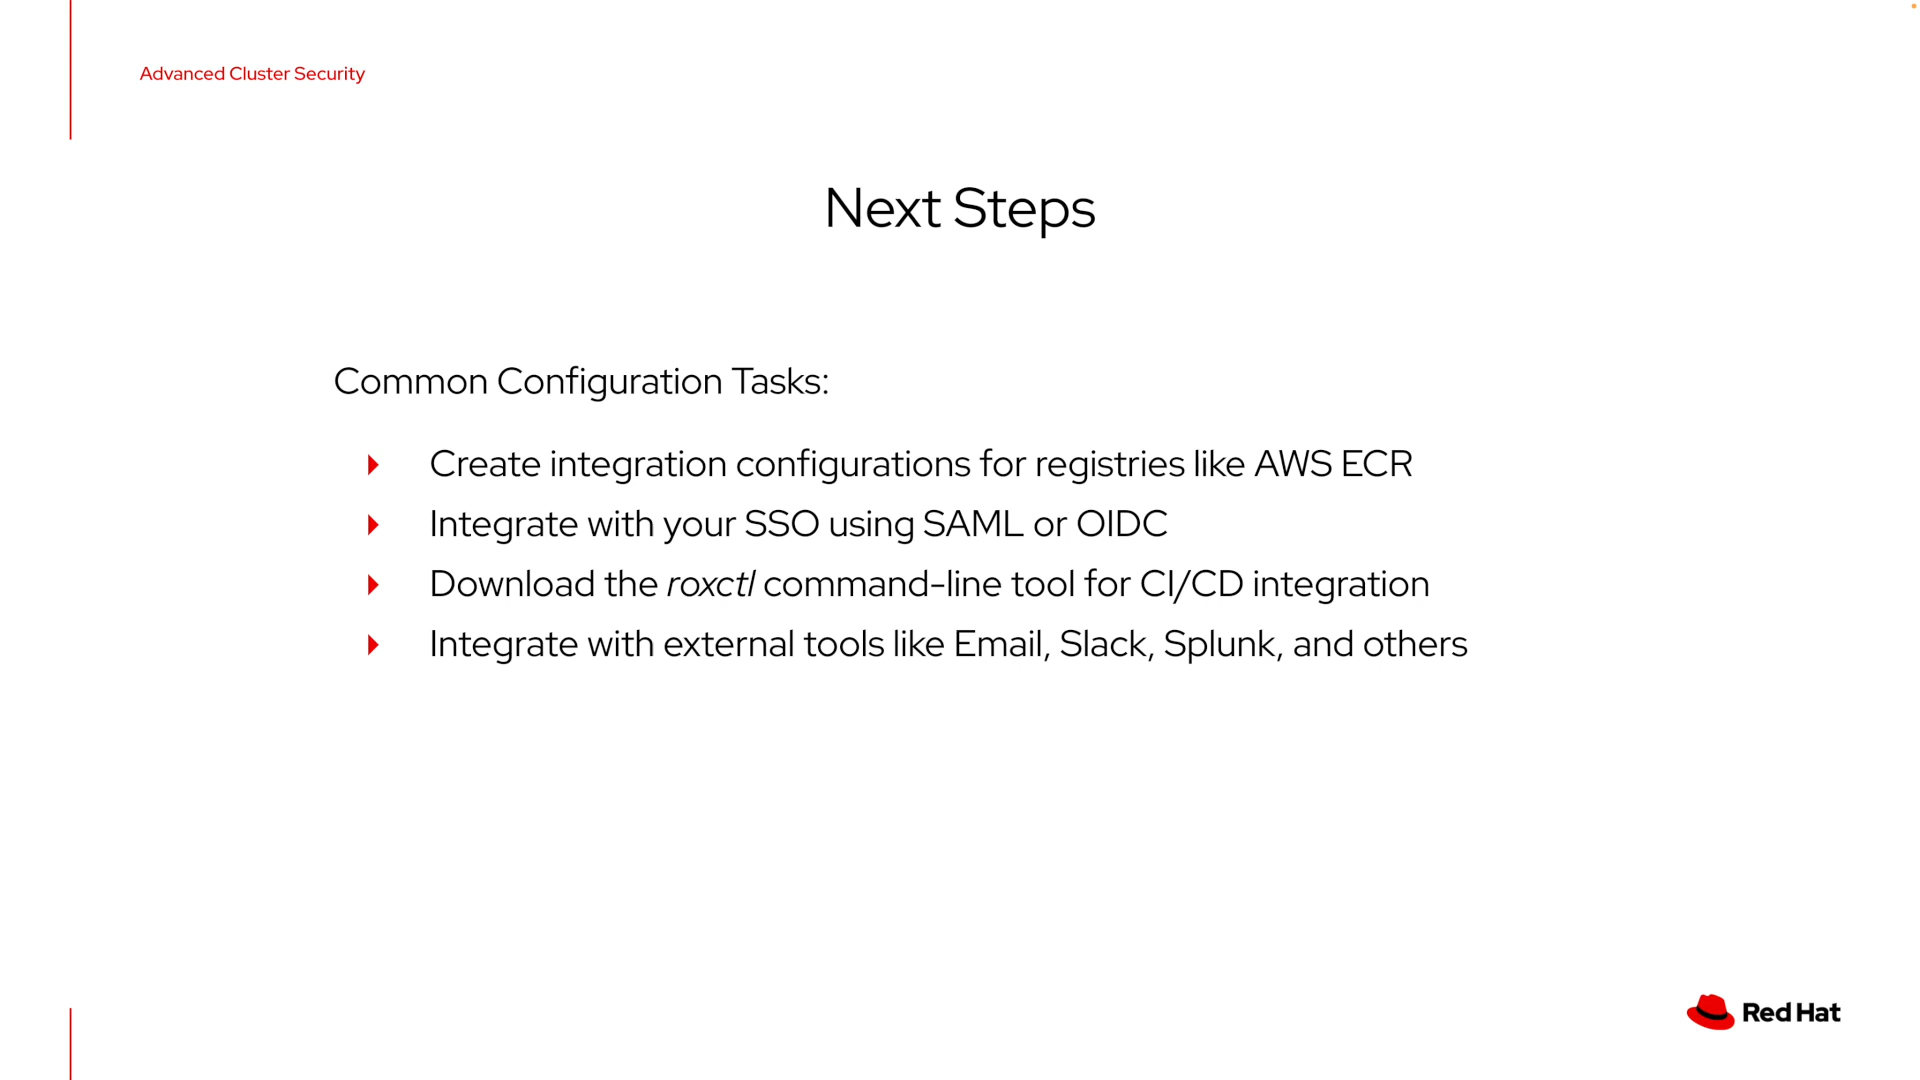 Advanced Cluster Security
Next Steps
Common Configuration Tasks:
Create integration configurations for registries like AWS ECR
Integrate with your SSO using SAML or OIDC
Download the roxctl command-line tool for CI/CD integration
Integrate with external tools like Email, Slack, Splunk, and others
Red Hat